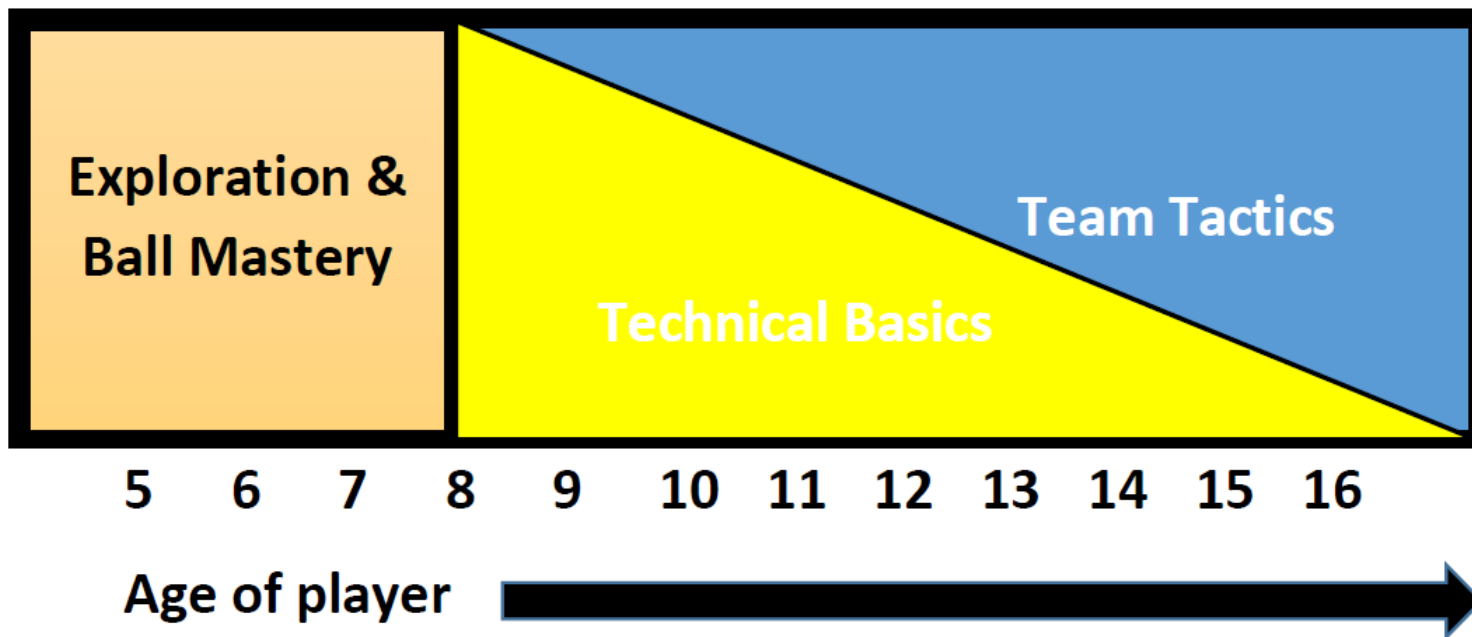 Exploration &
Ball Mastery
Team Tactics
Technical Basics
5 6 7 8 9 10 11 12 13 14 15 16
Age of player